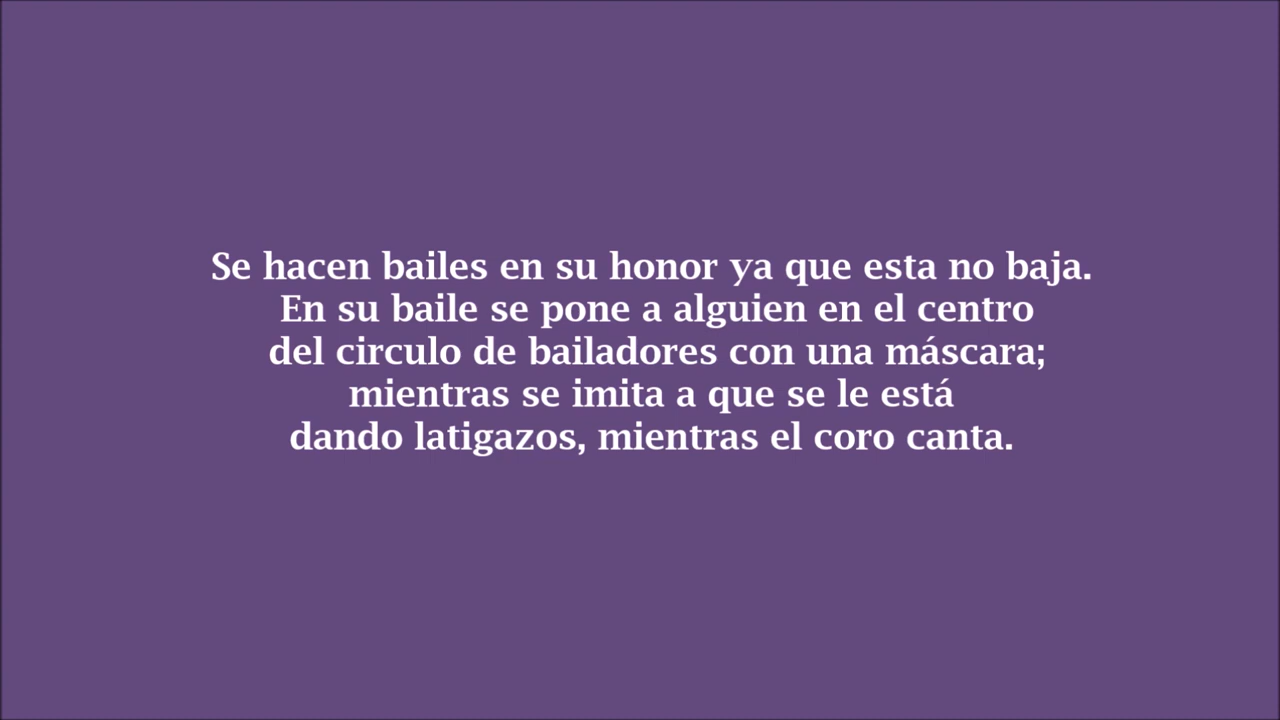 Se hacen bailes en su honor ya que esta no baja.
En su baile se pone a alguien en el centro
del circulo de bailadores con una máscara;
mientras se imita a que se le está
dando latigazos, mientras el coro canta.